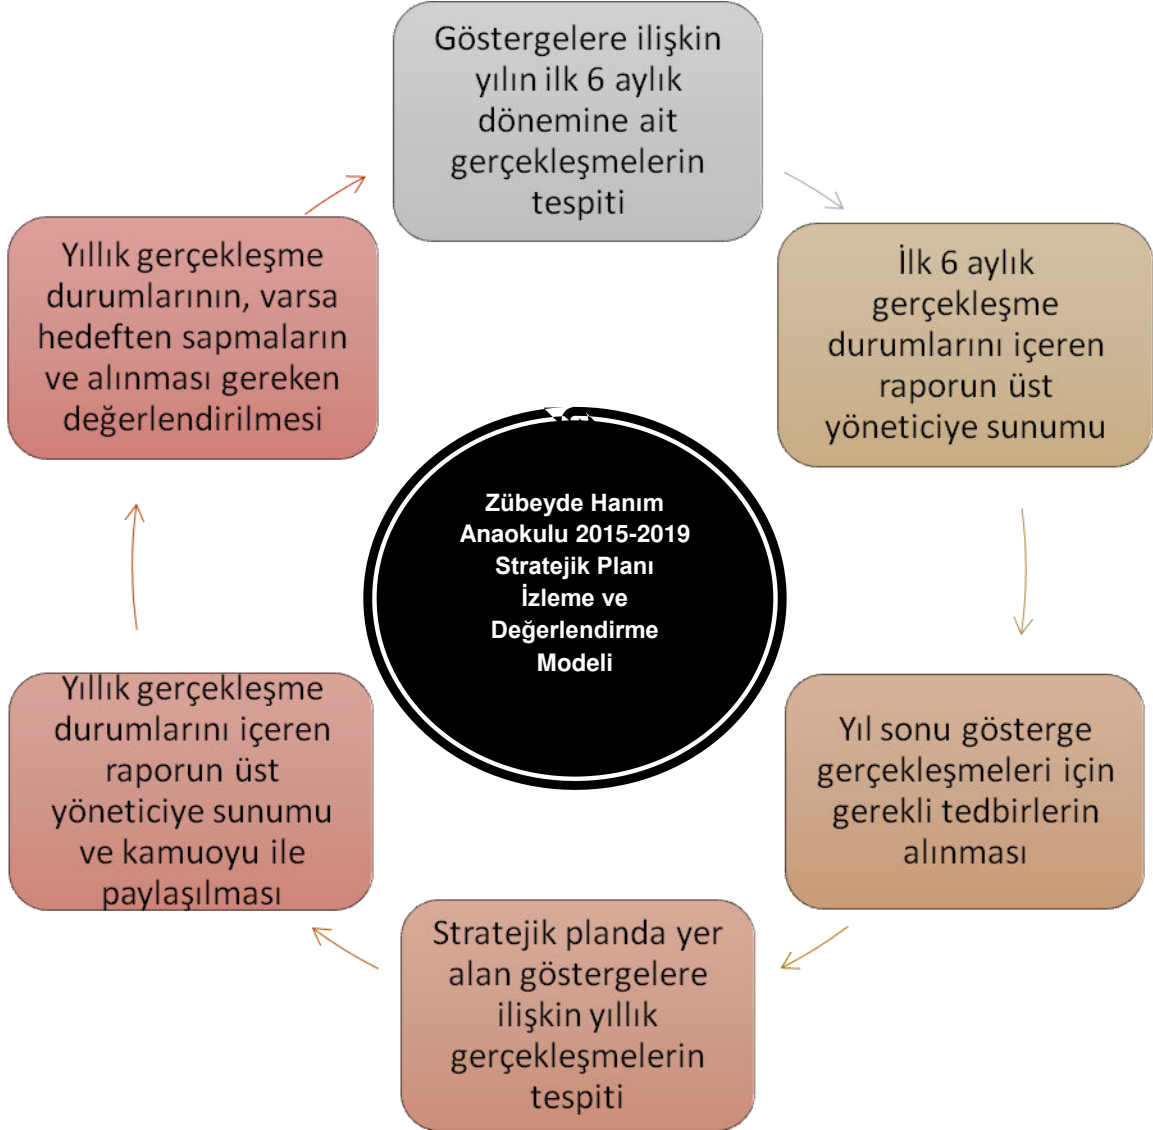 Göstergelere ilişkin
yılın ilk 6 aylık
dönemine ait
gerçekleşmelerin
tespiti
İlk 6 aylık
gerçekleşme
durumlarını içeren
raporun üst
yöneticiye sunumu
Yıl sonu gösterge
gerçekleşmeleri için
gerekli tedbirlerin
alınması
Stratejik planda yer
alan göstergelere
ilişkin yıllık
gerçekleşmelerin
tespiti
Yıllık gerçekleşme
durumlarını içeren
raporun üst
yöneticiye sunumu
ve kamuoyu ile
paylaşılması
Yıllık gerçekleşme
durumlarının, varsa
hedeften sapmaların
ve alınması gereken
değerlendirilmesi
Zübeyde Hanım
Anaokulu 2015-2019
Stratejik Planı
İzleme ve
Değerlendirme
Modeli